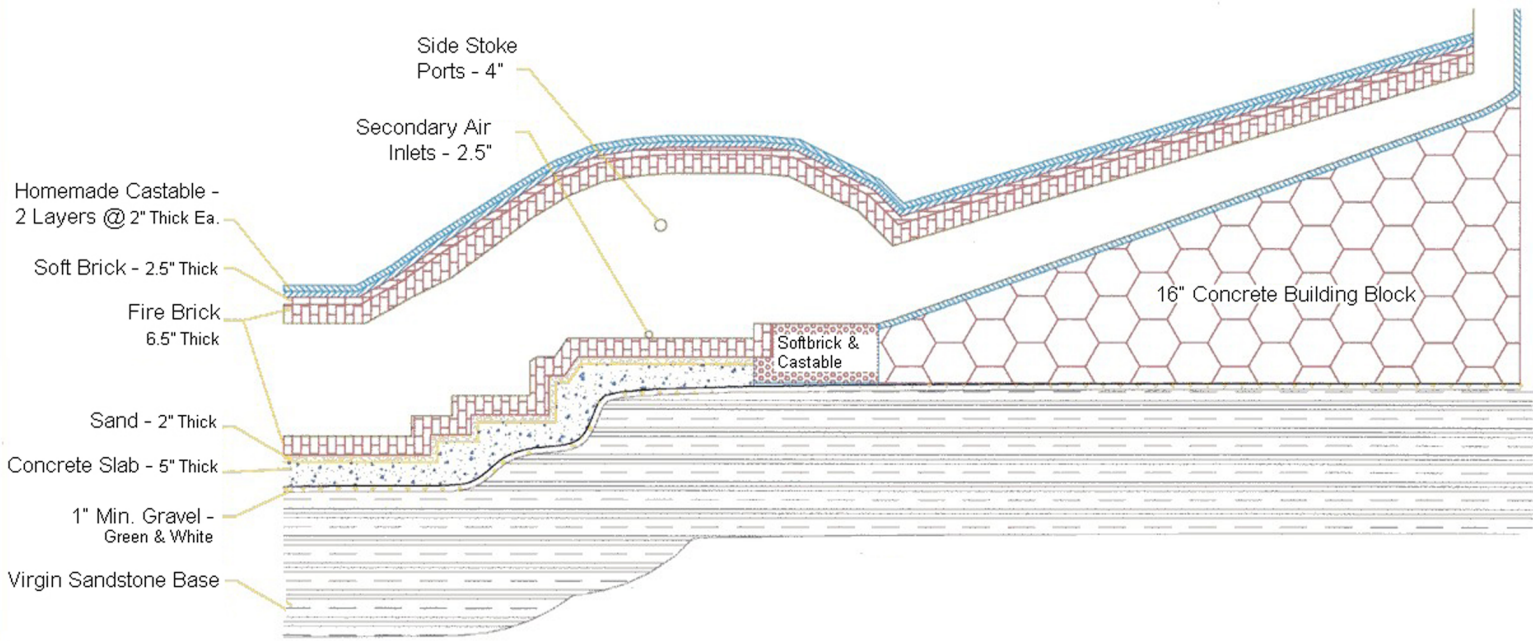 Side Stoke
Ports - 4"
Secondary Air
Inlets - 2.5"
Homemade Castable -
2 Layers @ 2" Thick Ea.
Soft Brick - 2.5" Thick
Fire Brick
6.5" Thick
Sand - 2" Thick
Concrete Slab - 5" Thick
1" Min. Gravel -
Green & White
Virgin Sandstone Base
Softbrick &
Castable
16" Concrete Building Block